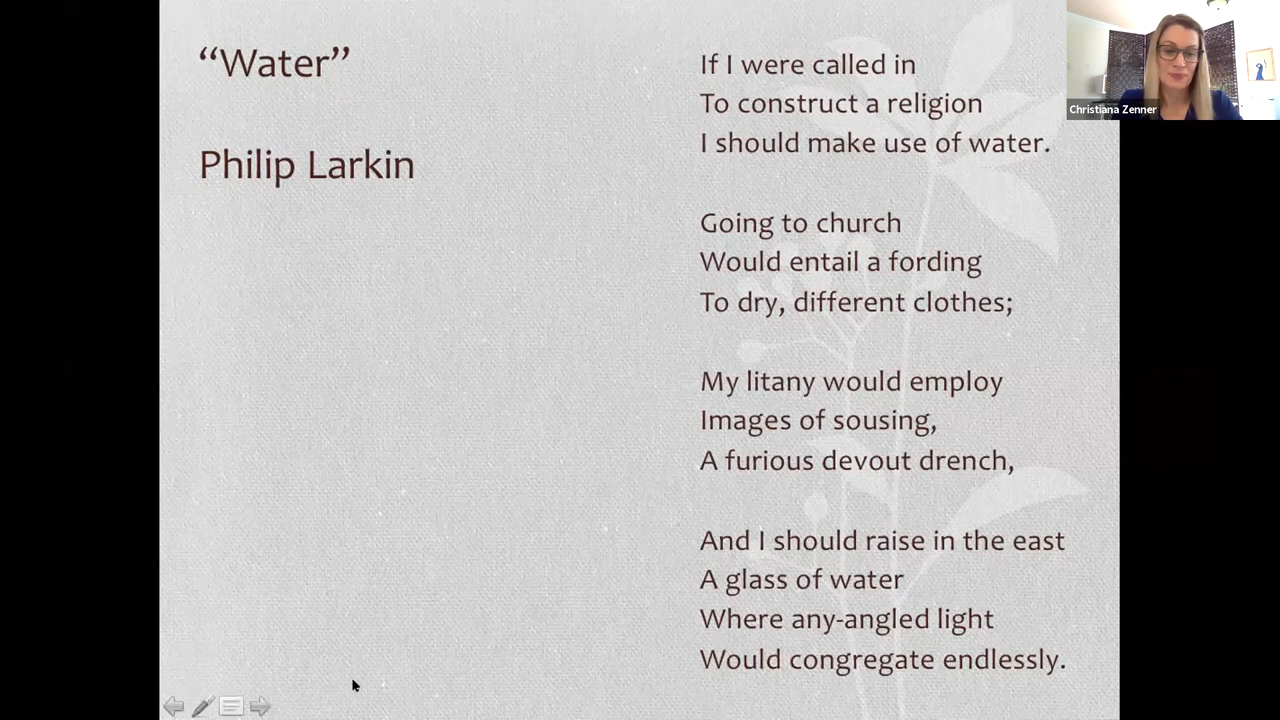 “Water”
Philip Larkin
If I were called in
To construct a religion
I should make use of water.
Going to church
Would entail a fording
To dry, different clothes;
My litany would employ
Images of sousing,
A furious devout drench,
And I should raise in the east
A glass of water
Where any-angled light
Would congregate endlessly.
Christiana Zenner